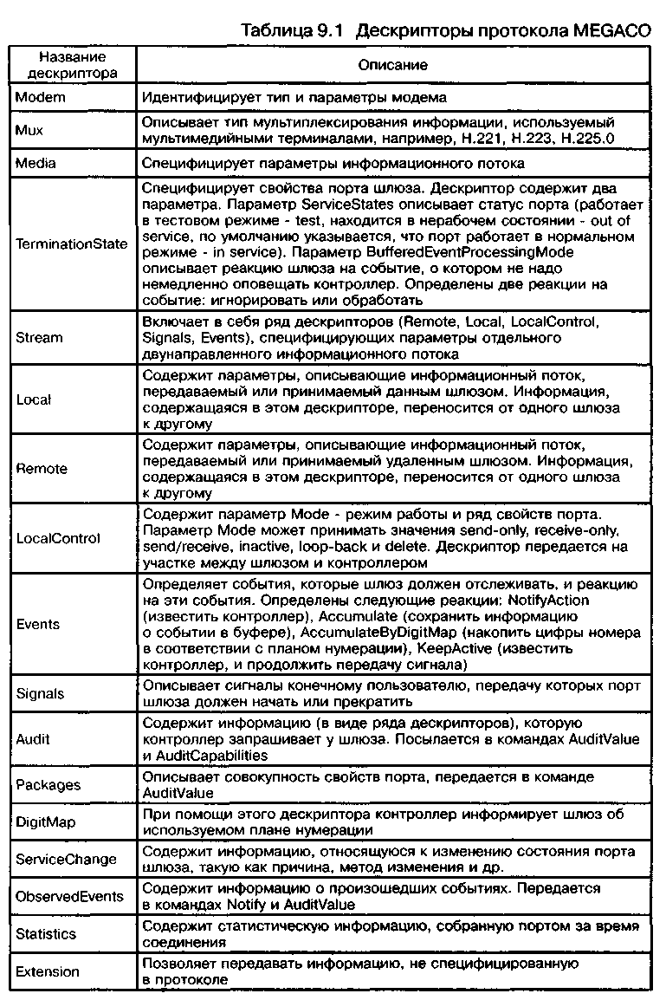 Таблица 9.1 Дескрипторы протокола MEGACO
Название
дескриптора
Описание
Modem
Идентифицирует тип и параметры модема
Mux
Описывает тип мультиплексирования информации, используемый
мультимедийными терминалами, например, H.221, H.223, H.225.0
Media
Специфицирует параметры информационного потока
TerminationState
Специфицирует свойства порта шлюза. Дескриптор содержит два
параметра. Параметр ServiceStates описывает статус порта (работает
в тестовом режиме - test, находится в нерабочем состоянии - out of
service, по умолчанию указывается, что порт работает в нормальном
режиме - in service). Параметр BufferedEventProcessingMode
описывает реакцию шлюза на событие, о котором не надо
немедленно оповещать контроллер. Определены две реакции на
событие: игнорировать или обработать
Stream
Включает в себя ряд дескрипторов (Remote, Local, LocalControl,
Signals, Events), специфицирующих параметры отдельного
двунаправленного информационного потока
Local
Содержит параметры, описывающие информационный поток,
передаваемый или принимаемый данным шлюзом. Информация,
содержащаяся в этом дескрипторе, переносится от одного шлюза
к другому
Remote
Содержит параметры, описывающие информационный поток,
передаваемый или принимаемый удаленным шлюзом. Информация,
содержащаяся в этом дескрипторе, переносится от одного шлюза
к другому
LocalControl
Содержит параметр Mode - режим работы и ряд свойств порта.
Параметр Mode может принимать значения send-only, receive-only,
send/receive, inactive, loop-back и delete. Дескриптор передается на
участке между шлюзом и контроллером
Events
Определяет события, которые шлюз должен отслеживать, и реакцию
на эти события. Определены следующие реакции: NotifyAction
(известить контроллер), Accumulate (сохранить информацию
о событии в буфере), AccumulateByDigitMap (накопить цифры номера
в соответствии с планом нумерации), KeepActive (известить
контроллер, и продолжить передачу сигнала)
Signals
Описывает сигналы конечному пользователю, передачу которых порт
шлюза должен начать или прекратить
Audit
Содержит информацию (в виде ряда дескрипторов), которую
контроллер запрашивает у шлюза. Посылается в командах AuditValue
и AuditCapabilities
Packages
Описывает совокупность свойств порта, передается в команде
AuditValue
DigitMap
При помощи этого дескриптора контроллер информирует шлюз об
используемом плане нумерации
ServiceChange
Содержит информацию, относящуюся к изменению состояния порта
шлюза, такую как причина, метод изменения и др.
ObservedEvents
Содержит информацию о произошедших событиях. Передается
в командах Notify и AuditValue
Statistics
Содержит статистическую информацию, собранную портом за время
соединения
Extension
Позволяет передавать информацию, не специфицированную
в протоколе